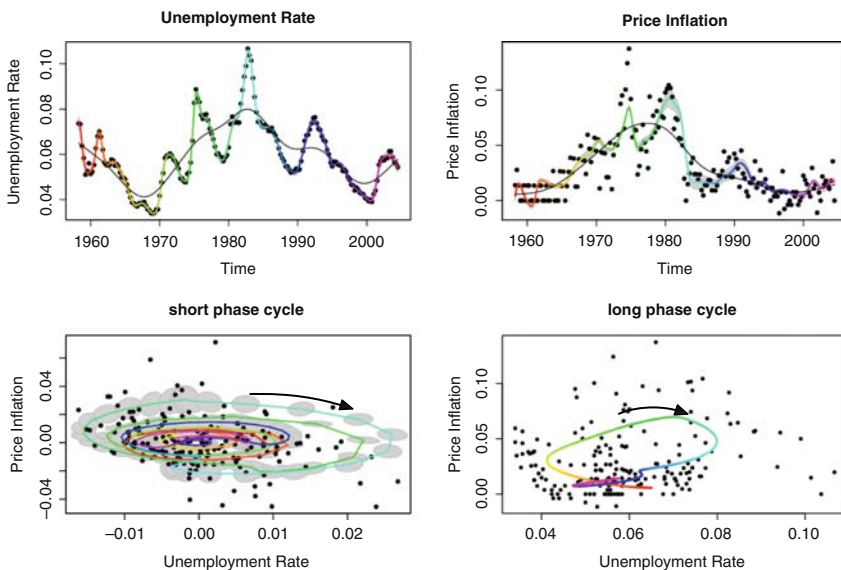 Unemployment Rate
Price Inflation
Unemployment Rate
0.04 0.06 0.08 0.10
1960 1970 1980 1990 2000
Time
Price Inflation
0.00 0.05 0.10
1960 1970 1980 1990 2000
Time
short phase cycle
long phase cycle
Price Inflation
−0.04 0.00 0.04
−0.01 0.00 0.01 0.02
Unemployment Rate
Price Inflation
0.00 0.05 0.10
0.04 0.06 0.08 0.10
Unemployment Rate